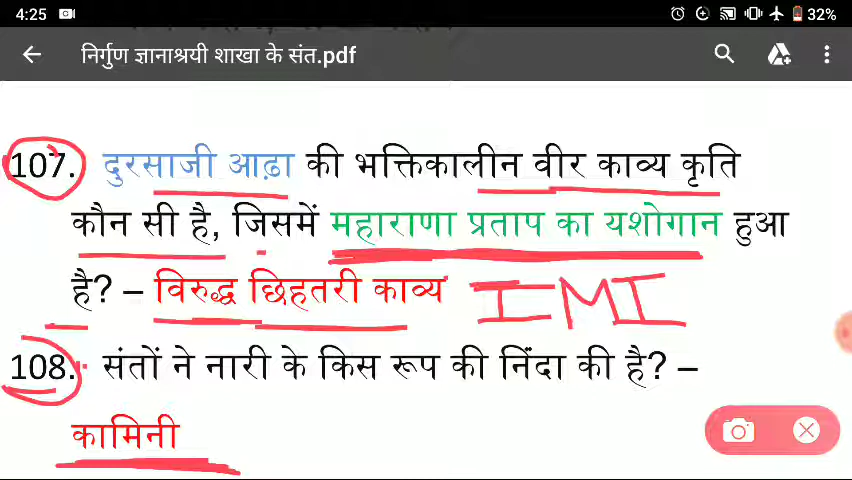 4:25 32%
निर्गुण ज्ञानाश्रयी शाखा के संत.pdf
107. दुरसाजी आढ़ा की भक्तिकालीन वीर काव्य कृति
कौन सी है, जिसमें महाराणा प्रताप का यशोगान हुआ
है? – विरुद्ध छिहतरी काव्य IMI
108. संतों ने नारी के किस रूप की निंदा की है? –
कामिनी